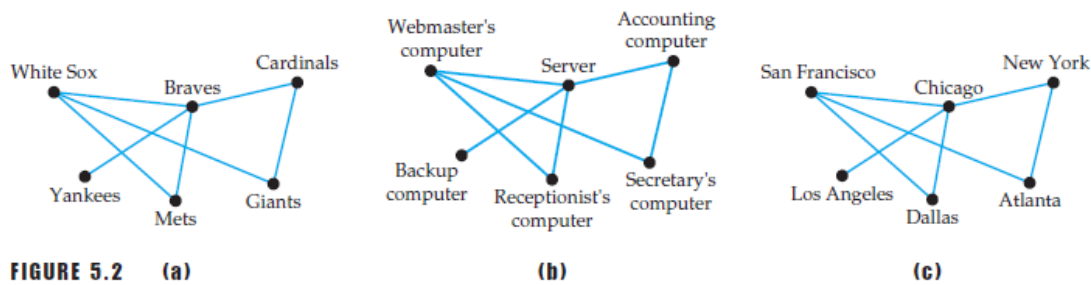 White Sox
Braves
Cardinals
Yankees
Mets
Giants
Webmaster's
computer
Server
Accounting
computer
Backup
computer
Receptionist's
computer
Secretary's
computer
San Francisco
Chicago
New York
Los Angeles
Dallas
Atlanta
FIGURE 5.2 (a) (b) (c)